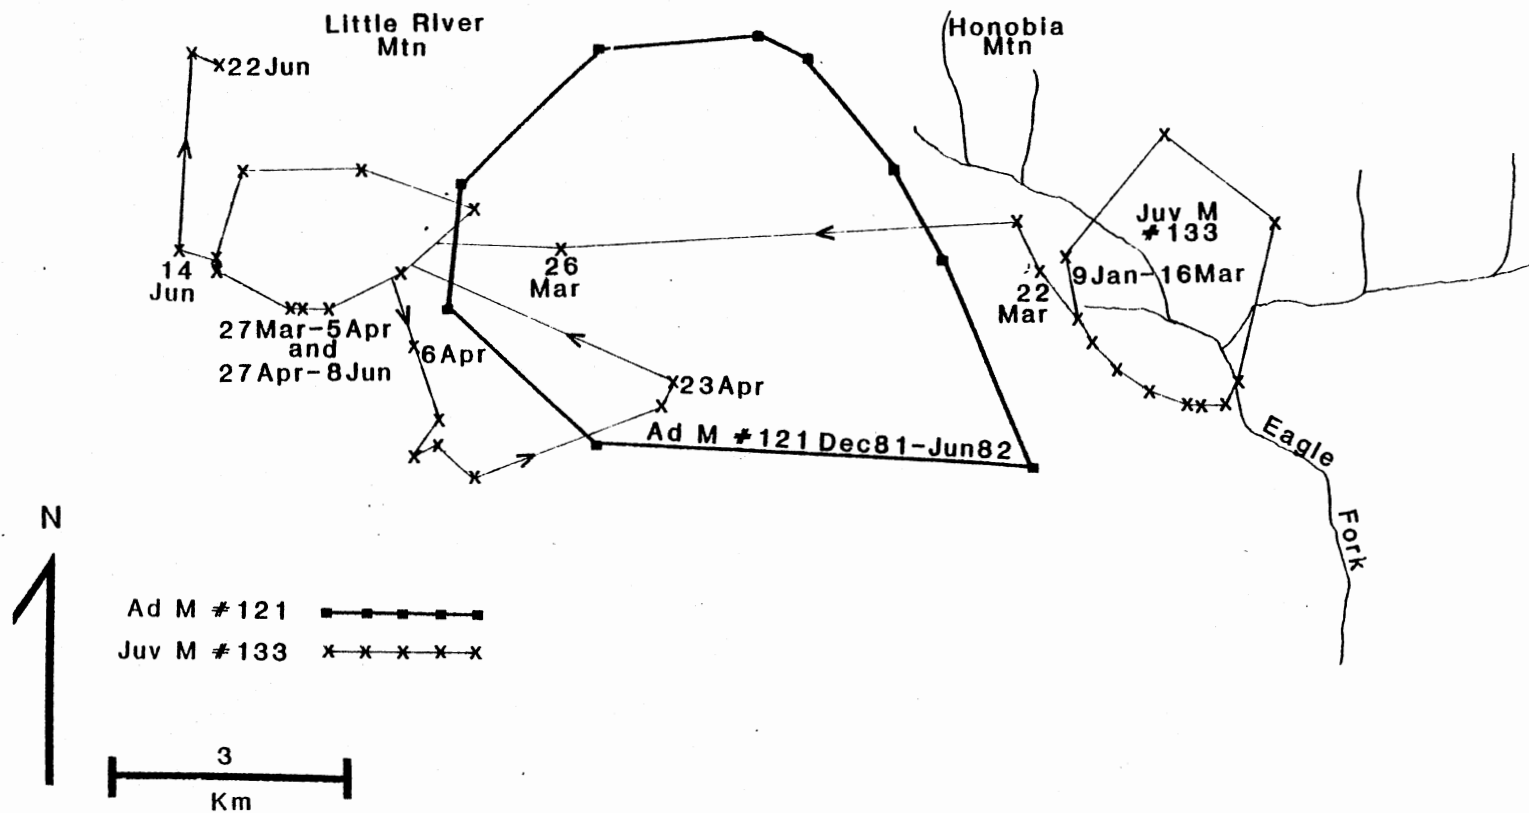 Little River
Mtn
Honobia
Mtn
22Jun
Juv M
#133
9Jan-16Mar
14
Jun
26
Mar
22
Mar
27Mar-5Apr
and
27Apr-8Jun
6Apr
23Apr
Ad M #121 Dec81-Jun82
Eagle
Fork
N
Ad M #121
Juv M #133
3
Km